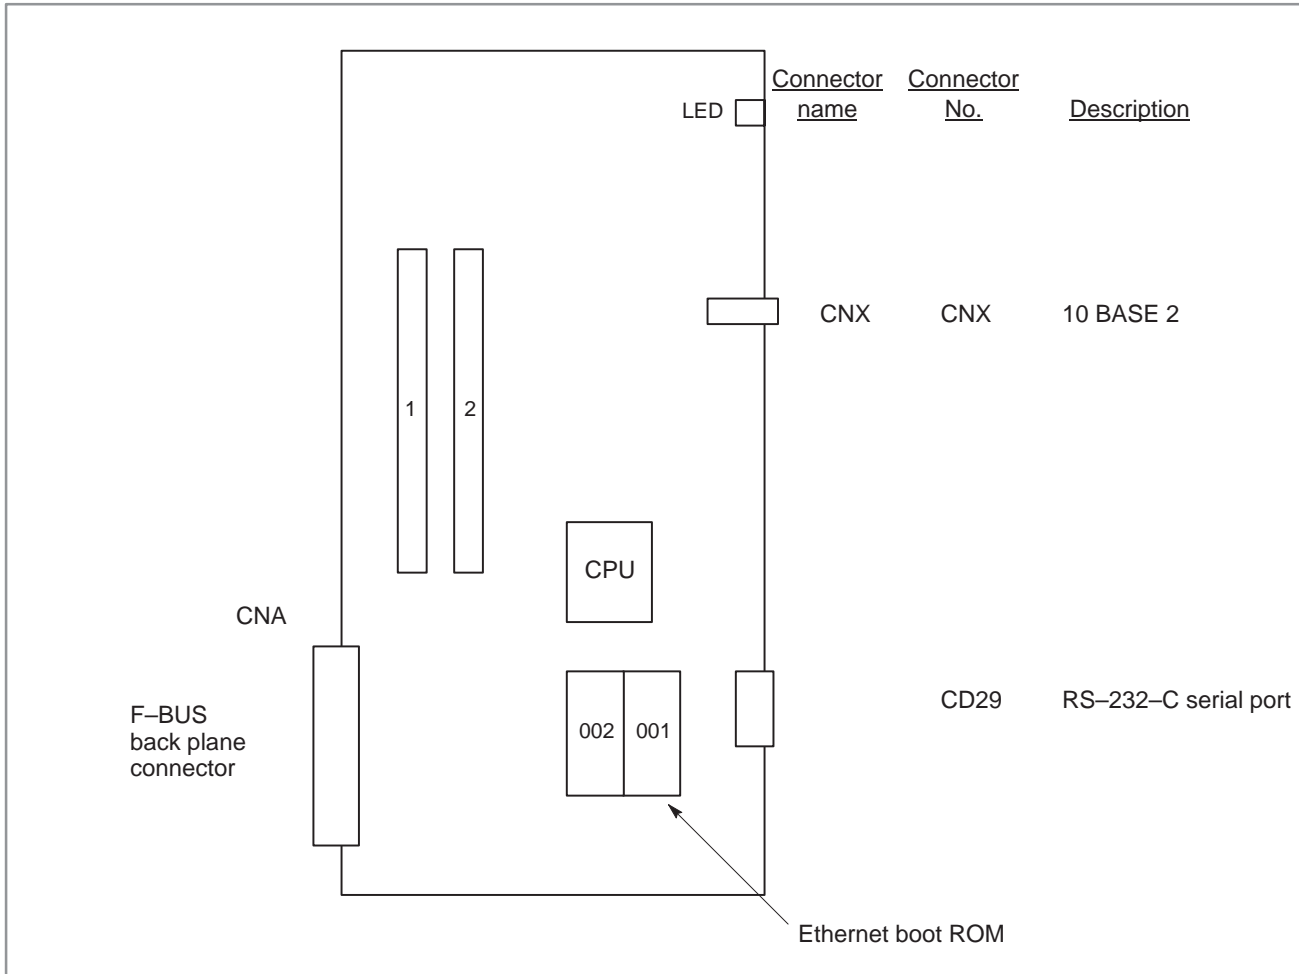 LED
Connector name
Connector No.
Description
CNX CNX 10 BASE 2
1 2
CPU
CNA
F–BUS
back plane
connector
002 001
CD29 RS–232–C serial port
Ethernet boot ROM